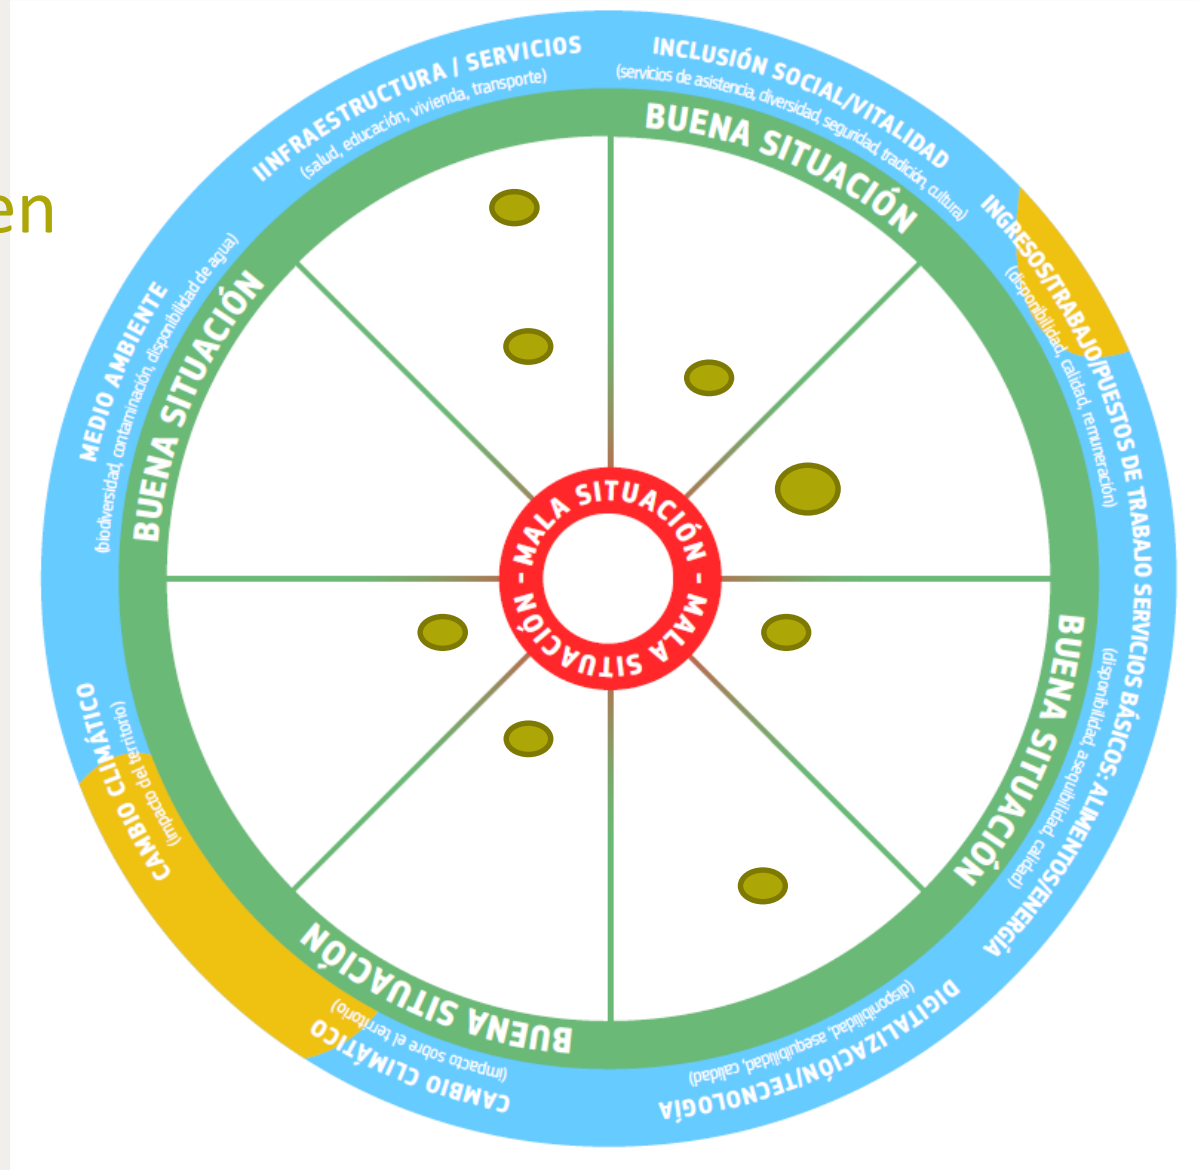 en
IINFRAESTRUCTURA / SERVICIOS
(salud, educación, vivienda, transporte)
INCLUSIÓN SOCIAL/VITALIDAD
(servicios de asistencia, diversidad, seguridad, tradición, cultura)
INGRESOS/TRABAJO/PUESTOS DE TRABAJO
(disponibilidad, calidad, remuneración)
SERVICIOS BÁSICOS: ALIMENTOS/ENERGÍA
(disponibilidad, asequibilidad, calidad)
DIGITALIZACIÓN/TECNOLOGÍA
(disponibilidad, asequibilidad, calidad)
CAMBIO CLIMÁTICO
(impacto sobre el territorio)
CAMBIO CLIMÁTICO
(impacto del territorio)
MEDIO AMBIENTE
(biodiversidad, contaminación, disponibilidad de agua)
BUENA SITUACIÓN
BUENA SITUACIÓN
BUENA SITUACIÓN
BUENA SITUACIÓN
- MALA SITUACIÓN - MALA SITUACIÓN